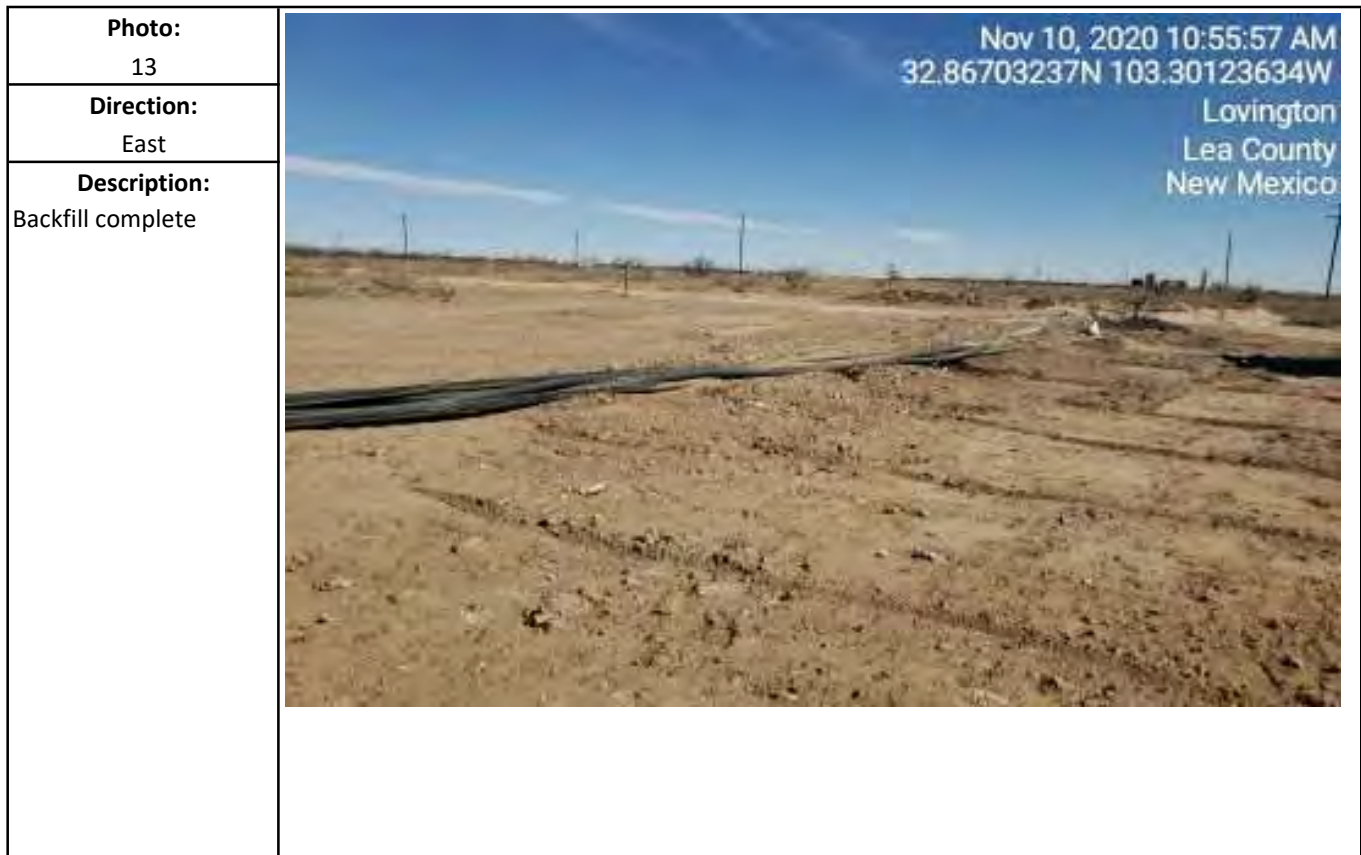 Photo:
13
Direction:
East
Description:
Backfill complete
Nov 10, 2020 10:55:57 AM
32.86703237N 103.30123634W
Lovington
Lea County
New Mexico